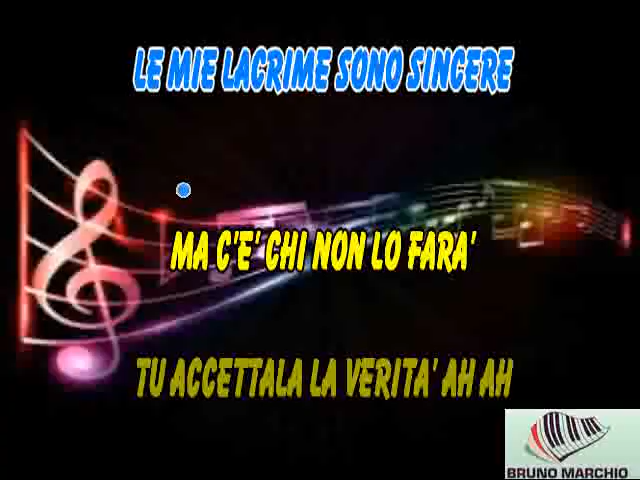 LE MIE LACRIME SONO SINCERE
MA C'E' CHI NON LO FARA'
TU ACCETTALA LA VERITA' AH AH
BRUNO MARCHIO